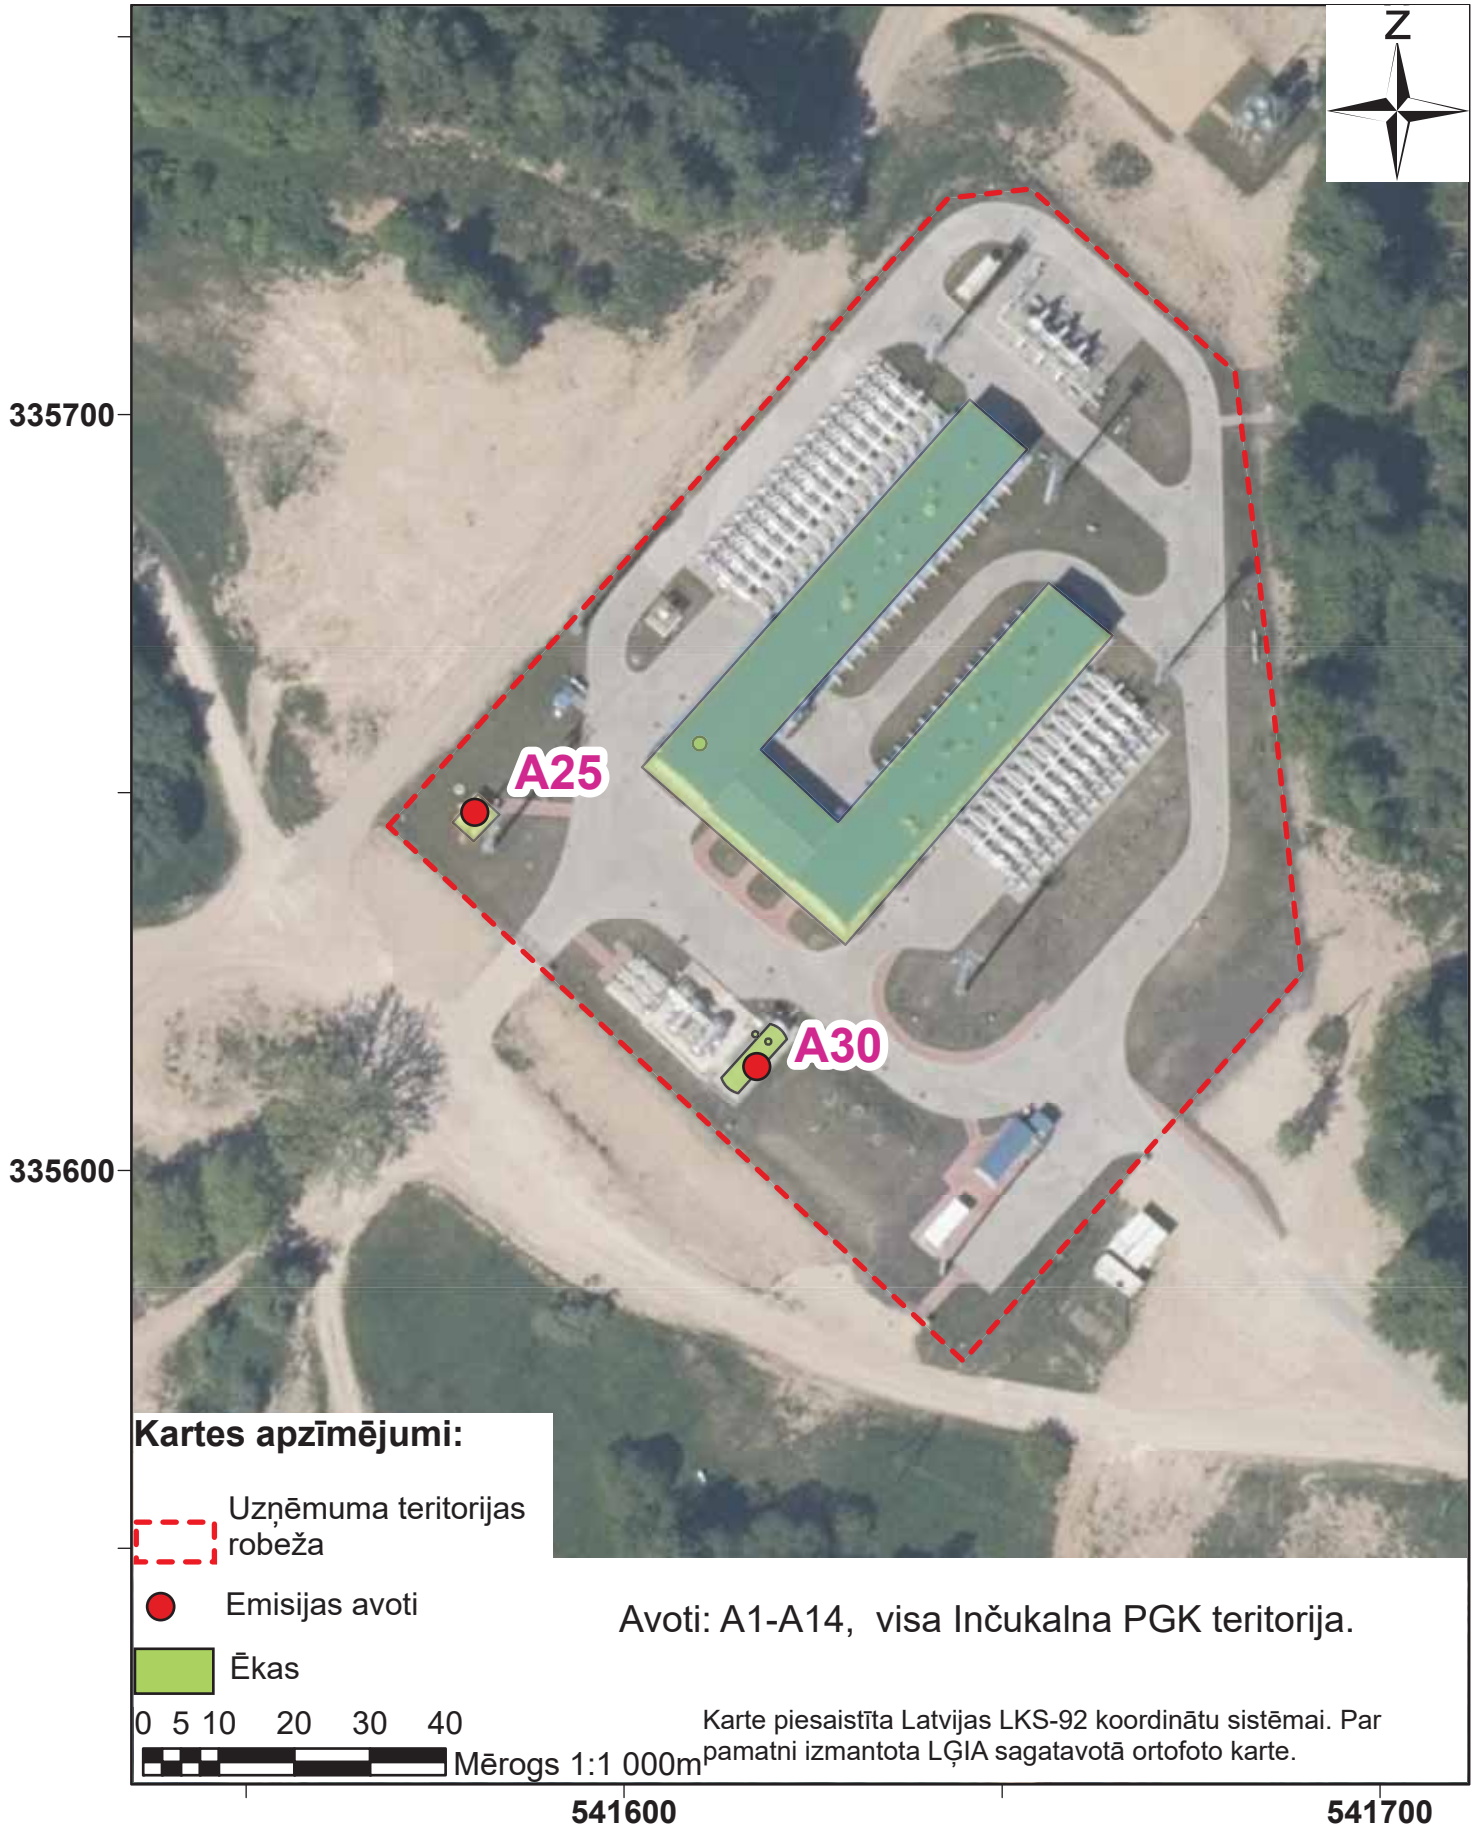 Z
335700
A25
A30
335600
Kartes apzīmējumi:
Uzņēmuma teritorijas
robeža
Emisijas avoti
Ēkas
Avoti: A1-A14, visa Inčukalna PGK teritorija.
0 5 10 20 30 40
Mērogs 1:1 000m
Karte piesaistīta Latvijas LKS-92 koordinātu sistēmai. Par
pamatni izmantota LĢIA sagatavotā ortofoto karte.
541600
541700